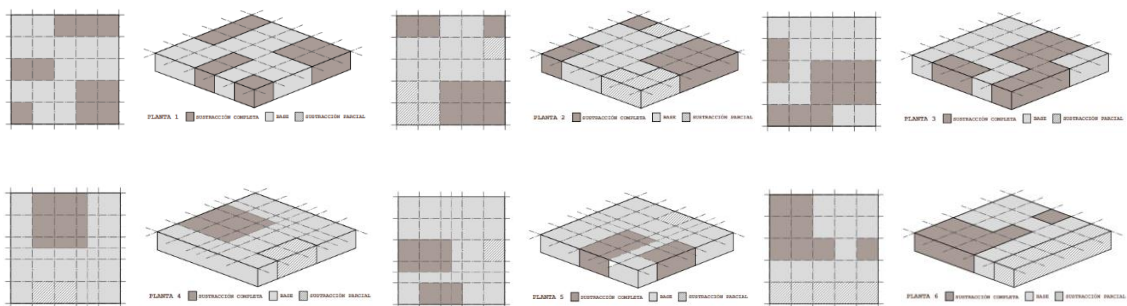 PLANTA 1 SUSTRACCIÓN COMPLETA BASE SUSTRACCIÓN PARCIAL
PLANTA 2 SUSTRACCIÓN COMPLETA BASE SUSTRACCIÓN PARCIAL
PLANTA 3 SUSTRACCIÓN COMPLETA BASE SUSTRACCIÓN PARCIAL
PLANTA 4 SUSTRACCIÓN COMPLETA BASE SUSTRACCIÓN PARCIAL
PLANTA 5 SUSTRACCIÓN COMPLETA BASE SUSTRACCIÓN PARCIAL
PLANTA 6 SUSTRACCIÓN COMPLETA BASE SUSTRACCIÓN PARCIAL